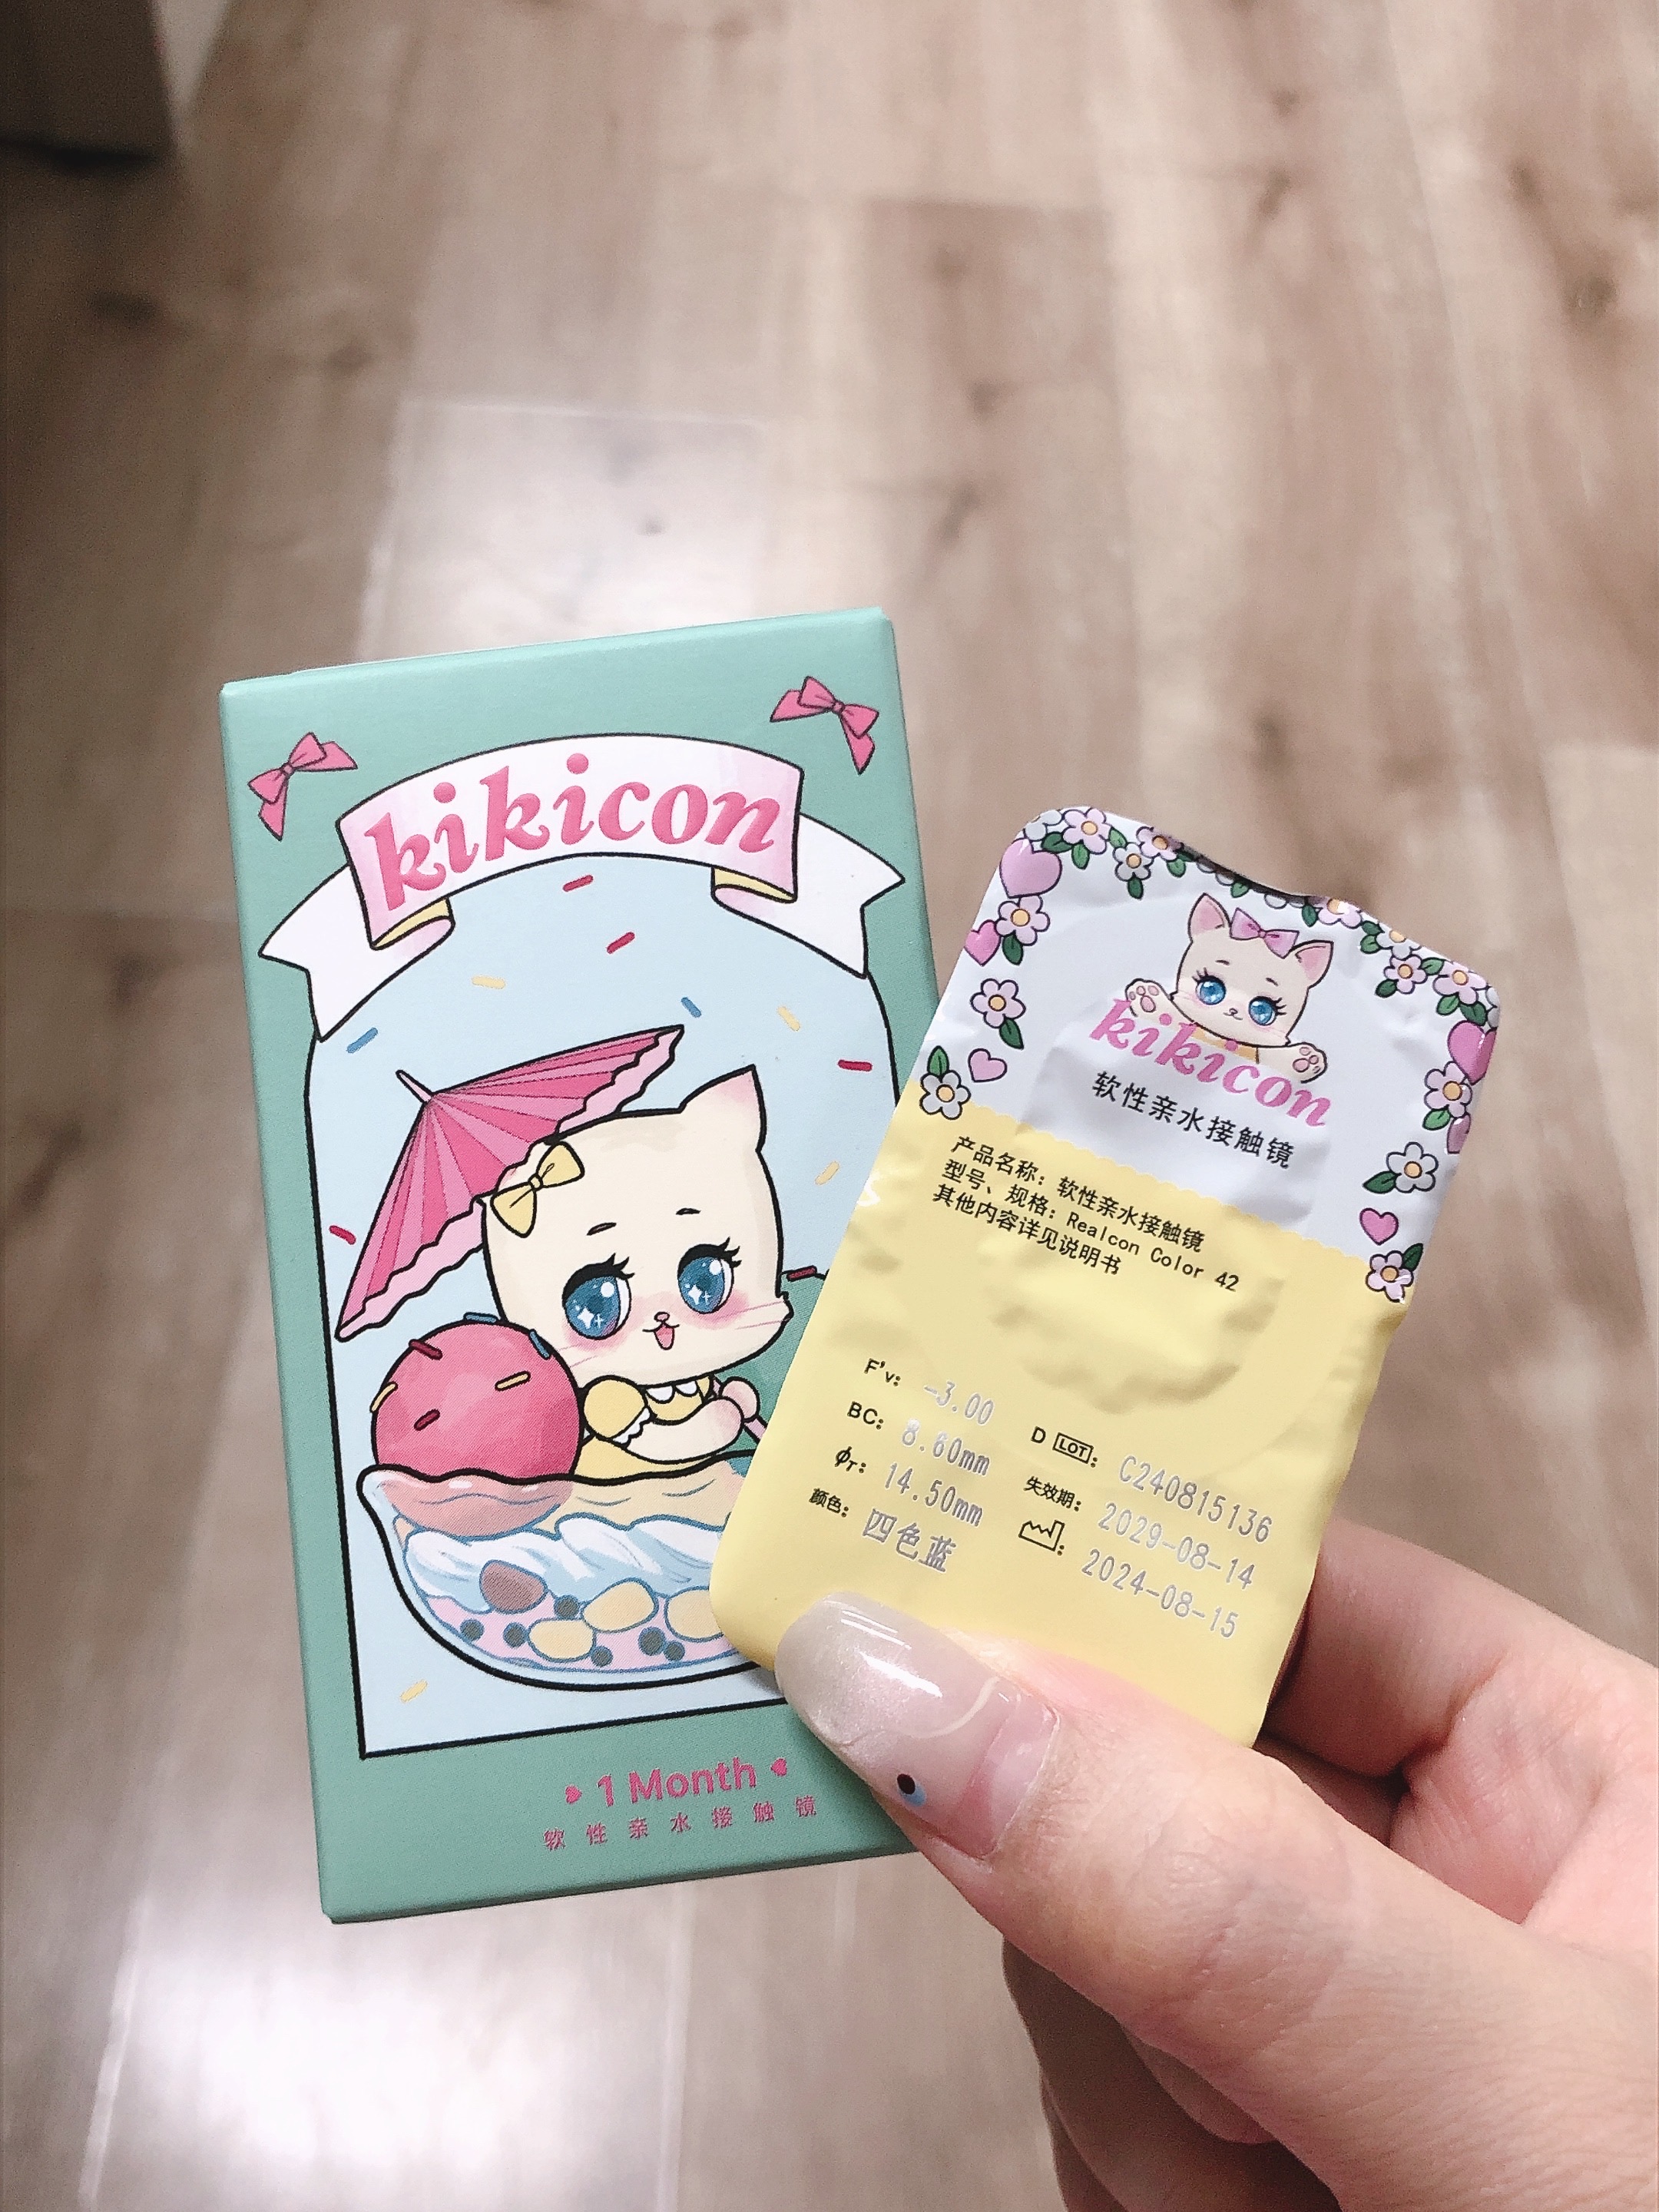 kikicon
1 Month
软性亲水接触镜
kikicon
软性亲水接触镜
产品名称：软性亲水接触镜
型号、规格：Realcon Color 42
其他内容详见说明书
F'v: -3.00
BC: 8.60mm
ΦT: 14.50mm
颜色: 四色蓝
D LOT: C240815136
失效期: 2029-08-14
: 2024-08-15